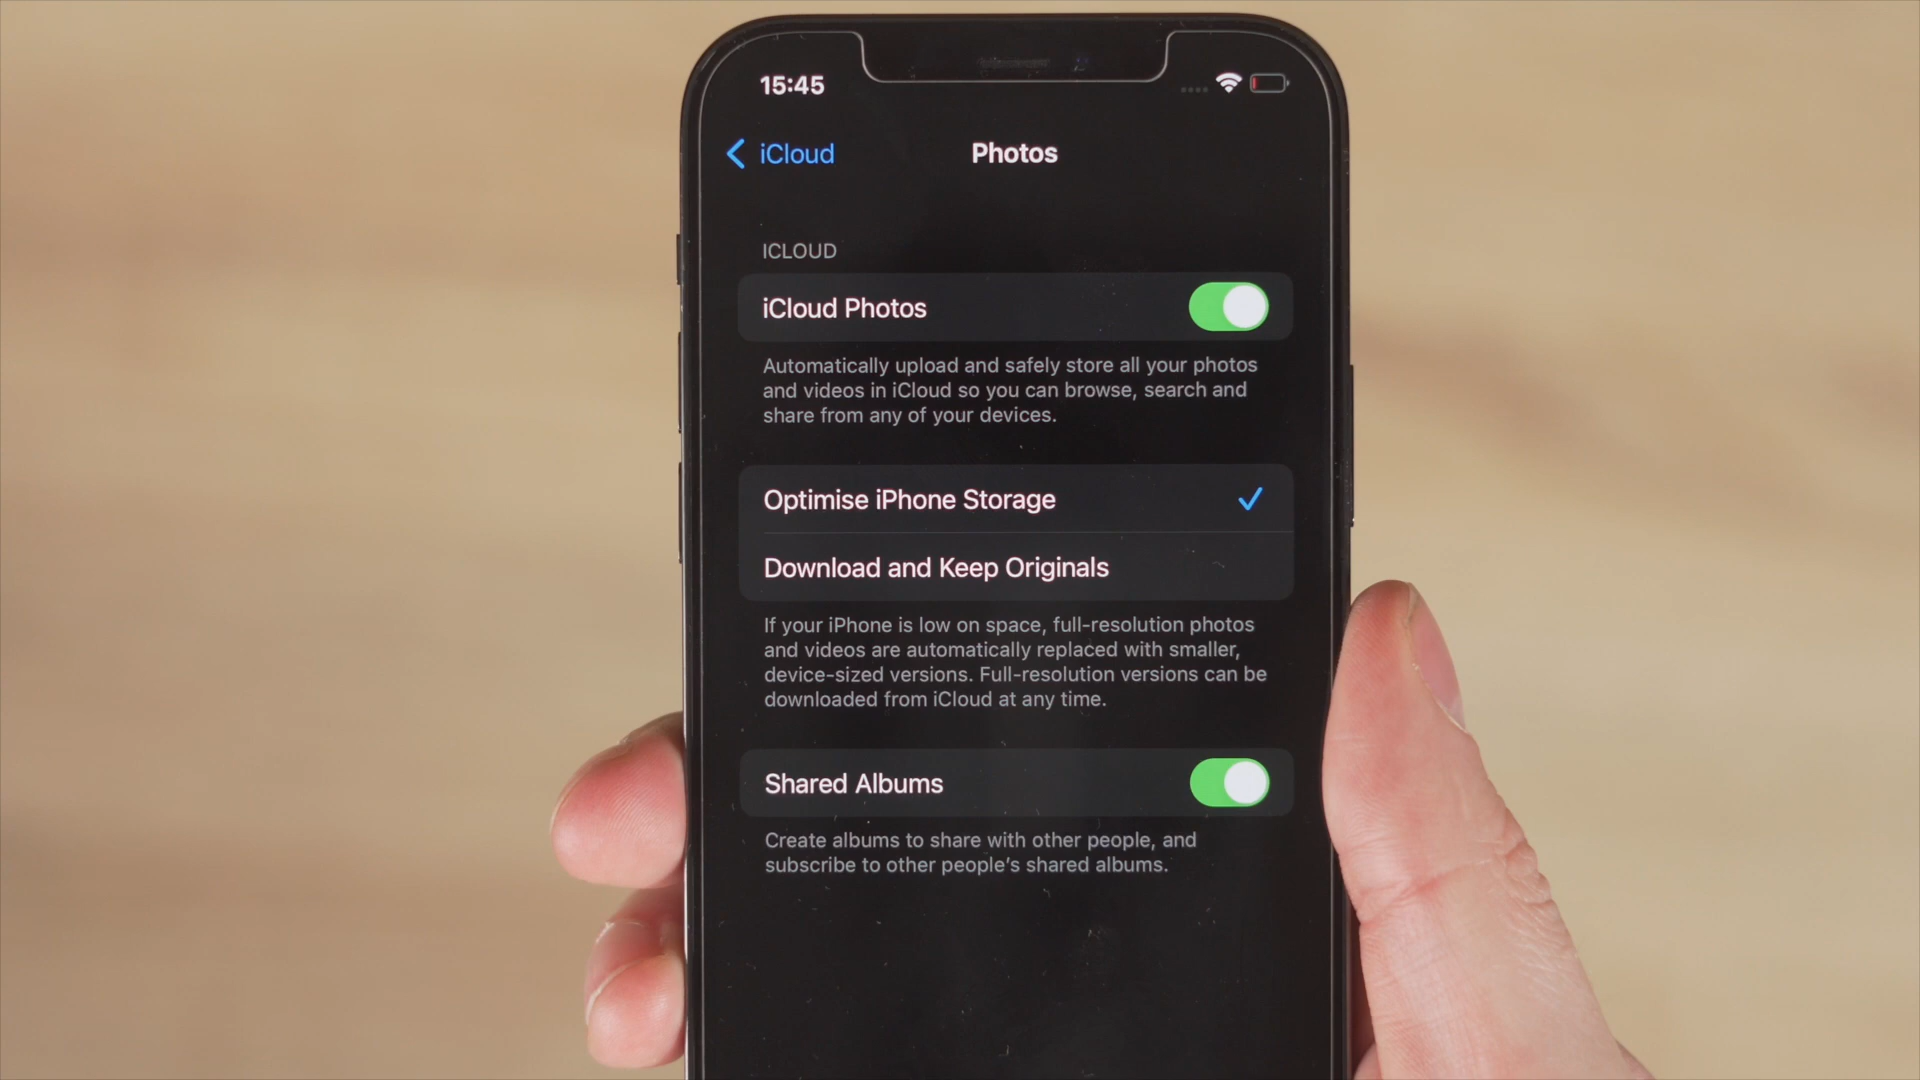 15:45
iCloud
Photos
ICLOUD
iCloud Photos
Automatically upload and safely store all your photos
and videos in iCloud so you can browse, search and
share from any of your devices.
Optimise iPhone Storage
Download and Keep Originals
If your iPhone is low on space, full-resolution photos
and videos are automatically replaced with smaller,
device-sized versions. Full-resolution versions can be
downloaded from iCloud at any time.
Shared Albums
Create albums to share with other people, and
subscribe to other people’s shared albums.